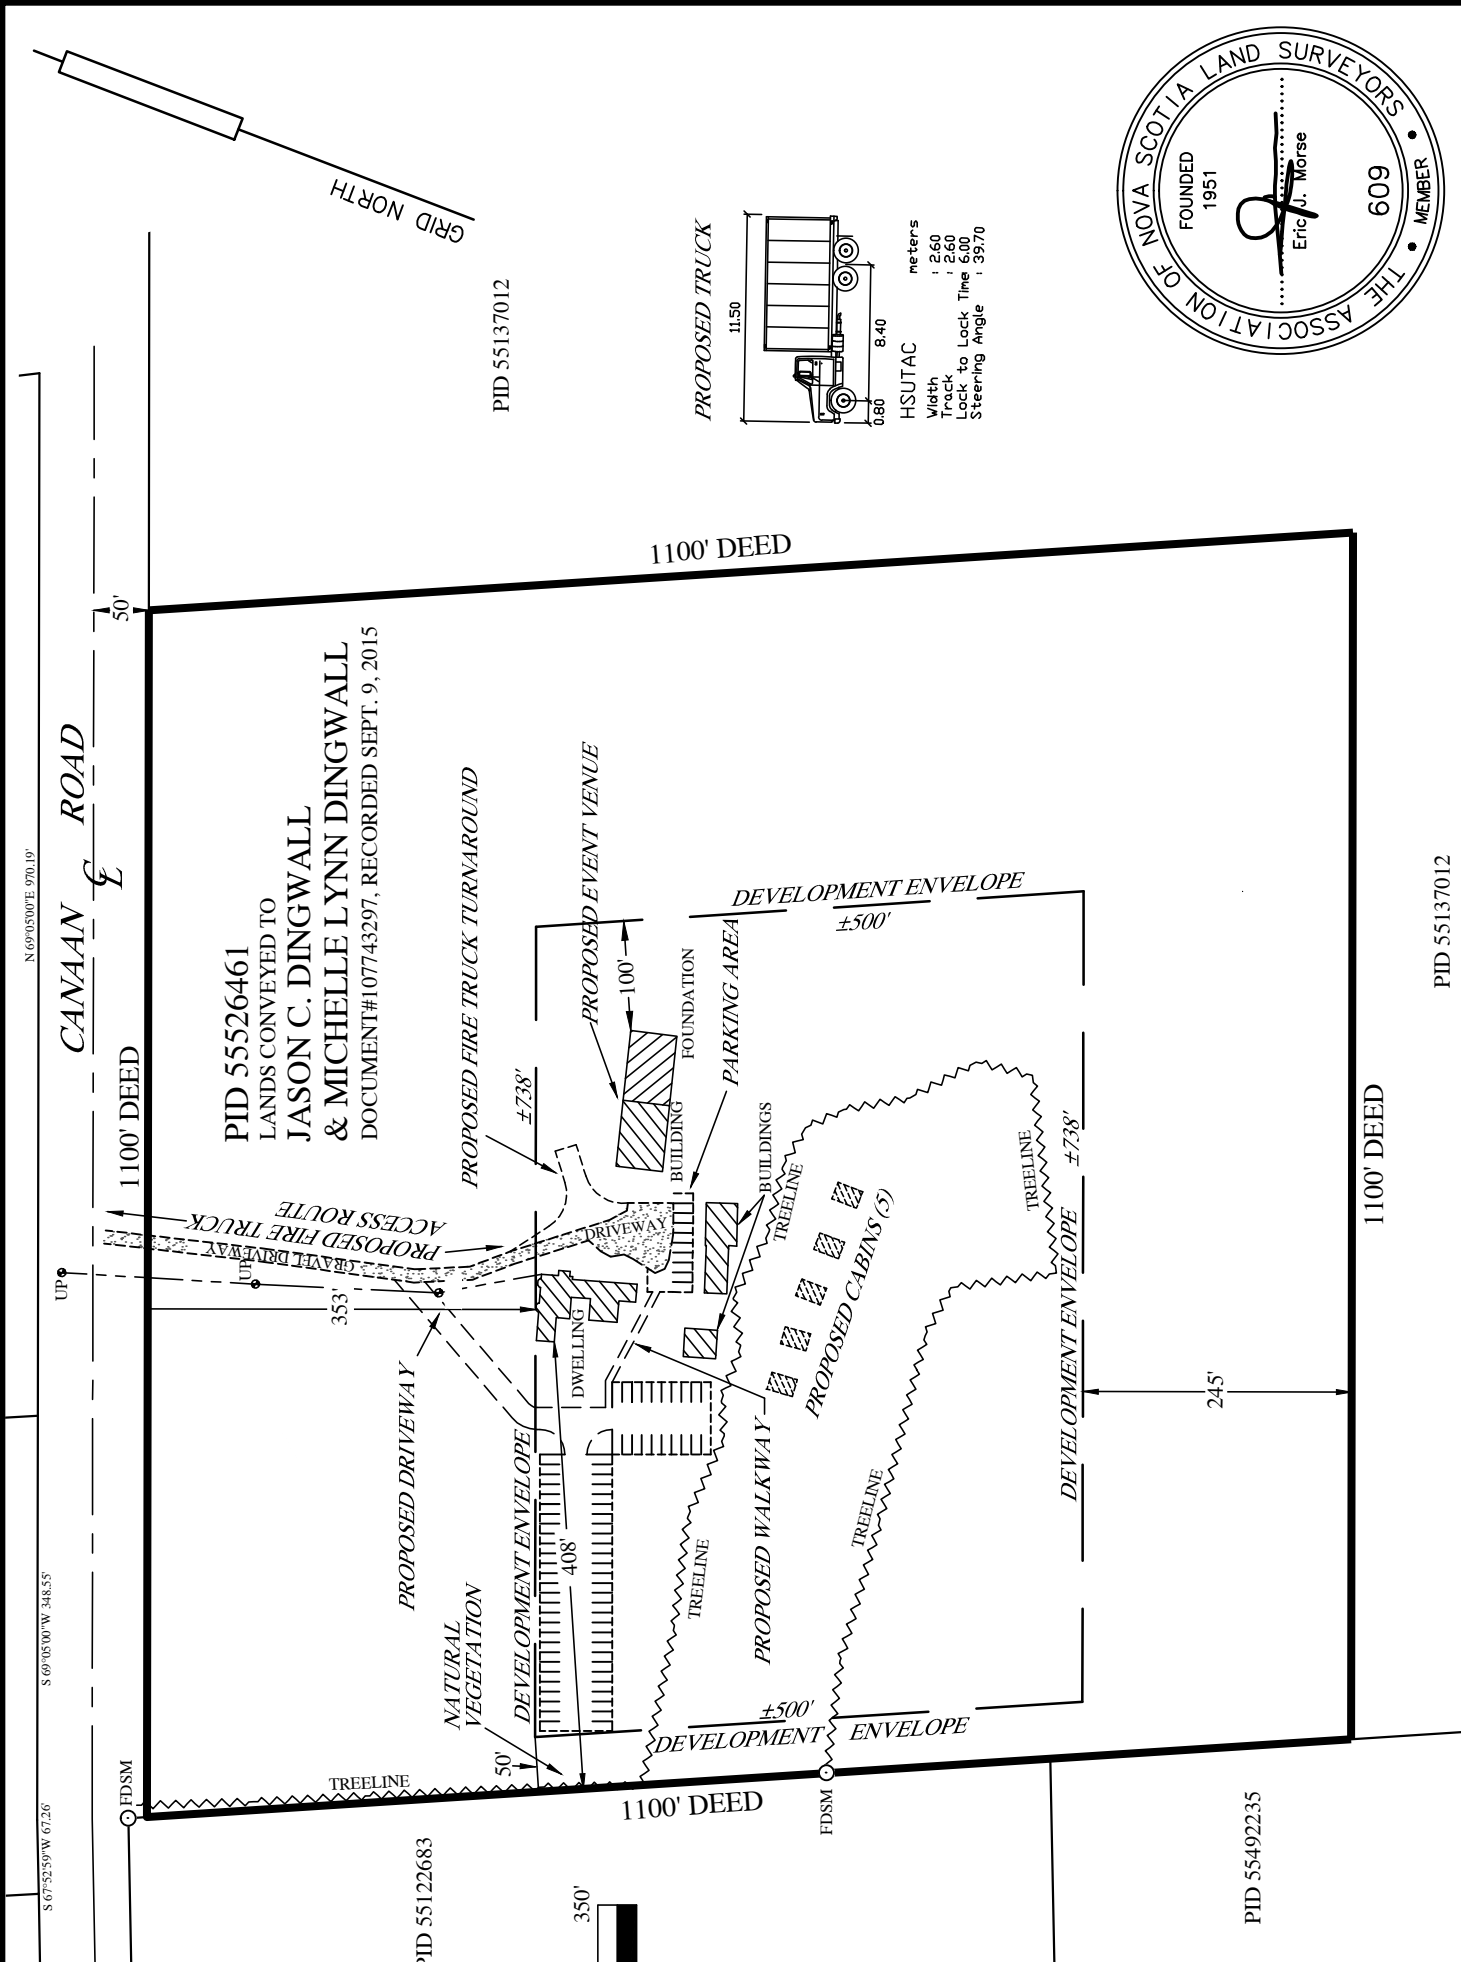 GRID NORTH
N 69°05'00"E 970.19'
S 69°05'00"W 348.55'
S 67°52'59"W 67.26'
CANAAN ROAD
℄
50'
1100' DEED
PID 55137012
PROPOSED TRUCK
11.50
0.80
8.40
HSUTAC
meters
Width : 2.60
Track : 2.60
Lock to Lock Time : 6.00
Steering Angle : 39.70
THE ASSOCIATION OF NOVA SCOTIA LAND SURVEYORS • MEMBER •
FOUNDED
1951
Eric J. Morse
609
PID 55526461
LANDS CONVEYED TO
JASON C. DINGWALL
& MICHELLE LYNN DINGWALL
DOCUMENT#107743297, RECORDED SEPT. 9, 2015
1100' DEED
PROPOSED FIRE TRUCK
ACCESS ROUTE
GRAVEL DRIVEWAY
UP
UP
353'
PROPOSED FIRE TRUCK TURNAROUND
PROPOSED EVENT VENUE
±738'
100'
FOUNDATION
BUILDING
PARKING AREA
BUILDINGS
DRIVEWAY
DWELLING
DEVELOPMENT ENVELOPE
±500'
TREELINE
TREELINE
PROPOSED CABINS (5)
PROPOSED DRIVEWAY
PROPOSED WALKWAY
DEVELOPMENT ENVELOPE
408'
NATURAL
VEGETATION
50'
TREELINE
TREELINE
TREELINE
±738'
DEVELOPMENT ENVELOPE
245'
±500'
DEVELOPMENT ENVELOPE
1100' DEED
1100' DEED
FDSM
FDSM
PID 55137012
PID 55122683
PID 55492235
350'